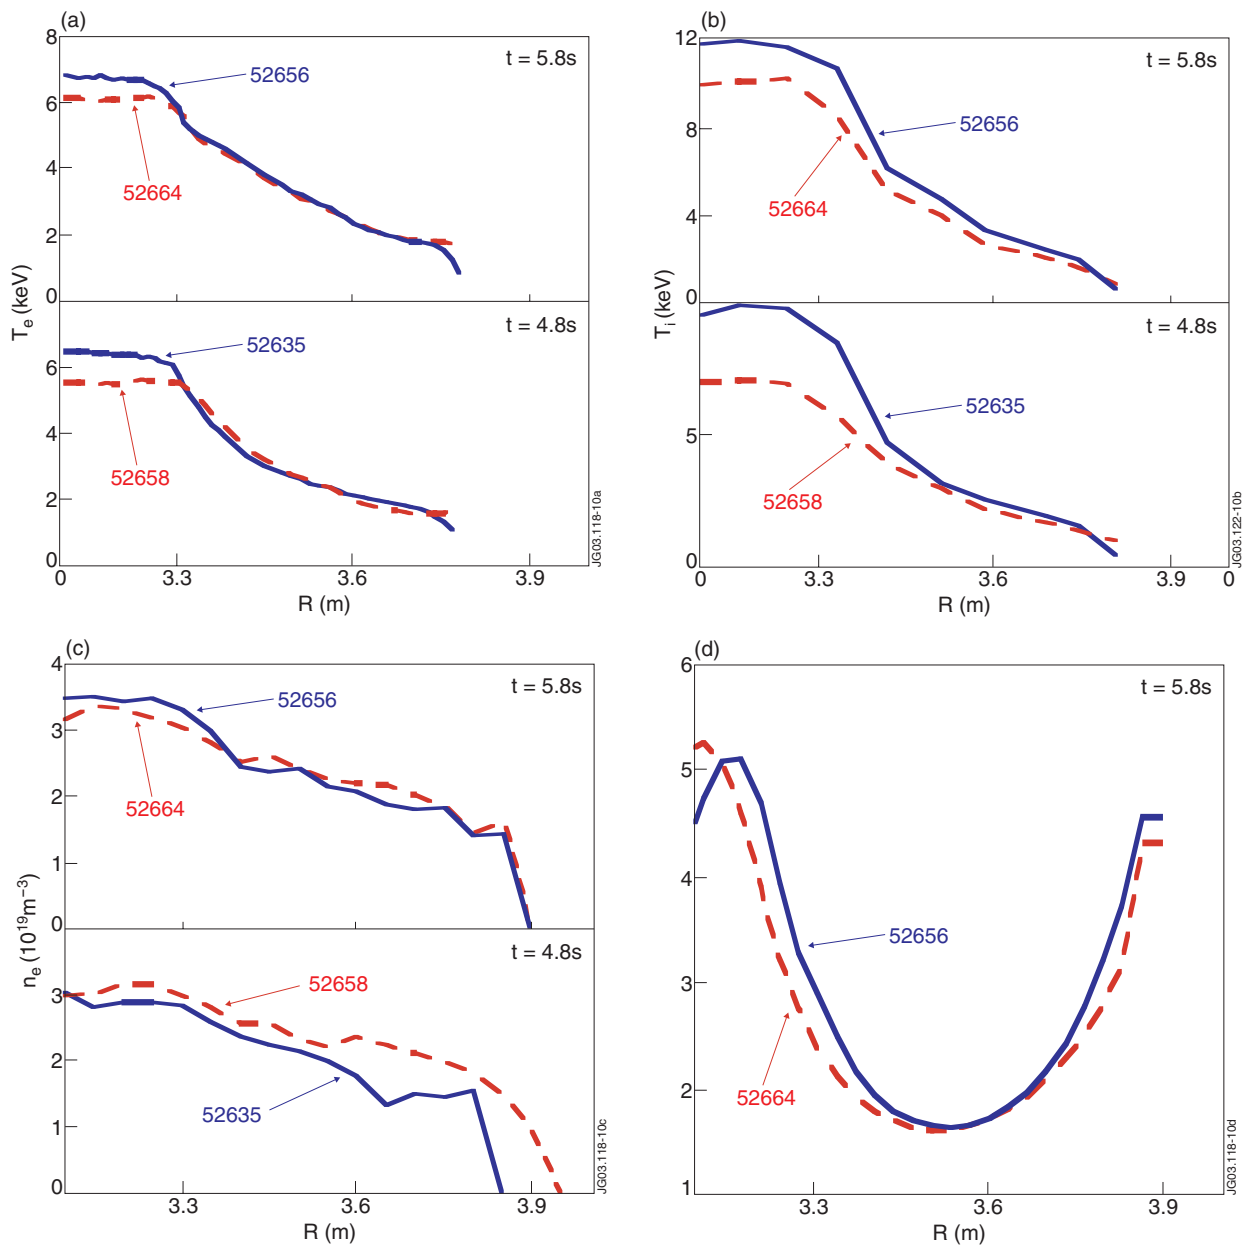 (a)
8
6
4
2
0
T_e (keV)
t = 5.8s
52656
52664
6
4
2
0
t = 4.8s
52635
52658
0
3.3
3.6
3.9
R (m)
JG03.118-10a
(b)
12
8
4
0
T_i (keV)
t = 5.8s
52656
52664
5
0
t = 4.8s
52635
52658
0
3.3
3.6
3.9
0
R (m)
JG03.122-10b
(c)
4
3
2
1
0
n_e (10^19 m^−3)
t = 5.8s
52656
52664
3
2
1
0
t = 4.8s
52658
52635
3.3
3.6
3.9
R (m)
JG03.118-10c
(d)
6
5
4
3
2
1
t = 5.8s
52656
52664
3.3
3.6
3.9
R (m)
JG03.118-10d